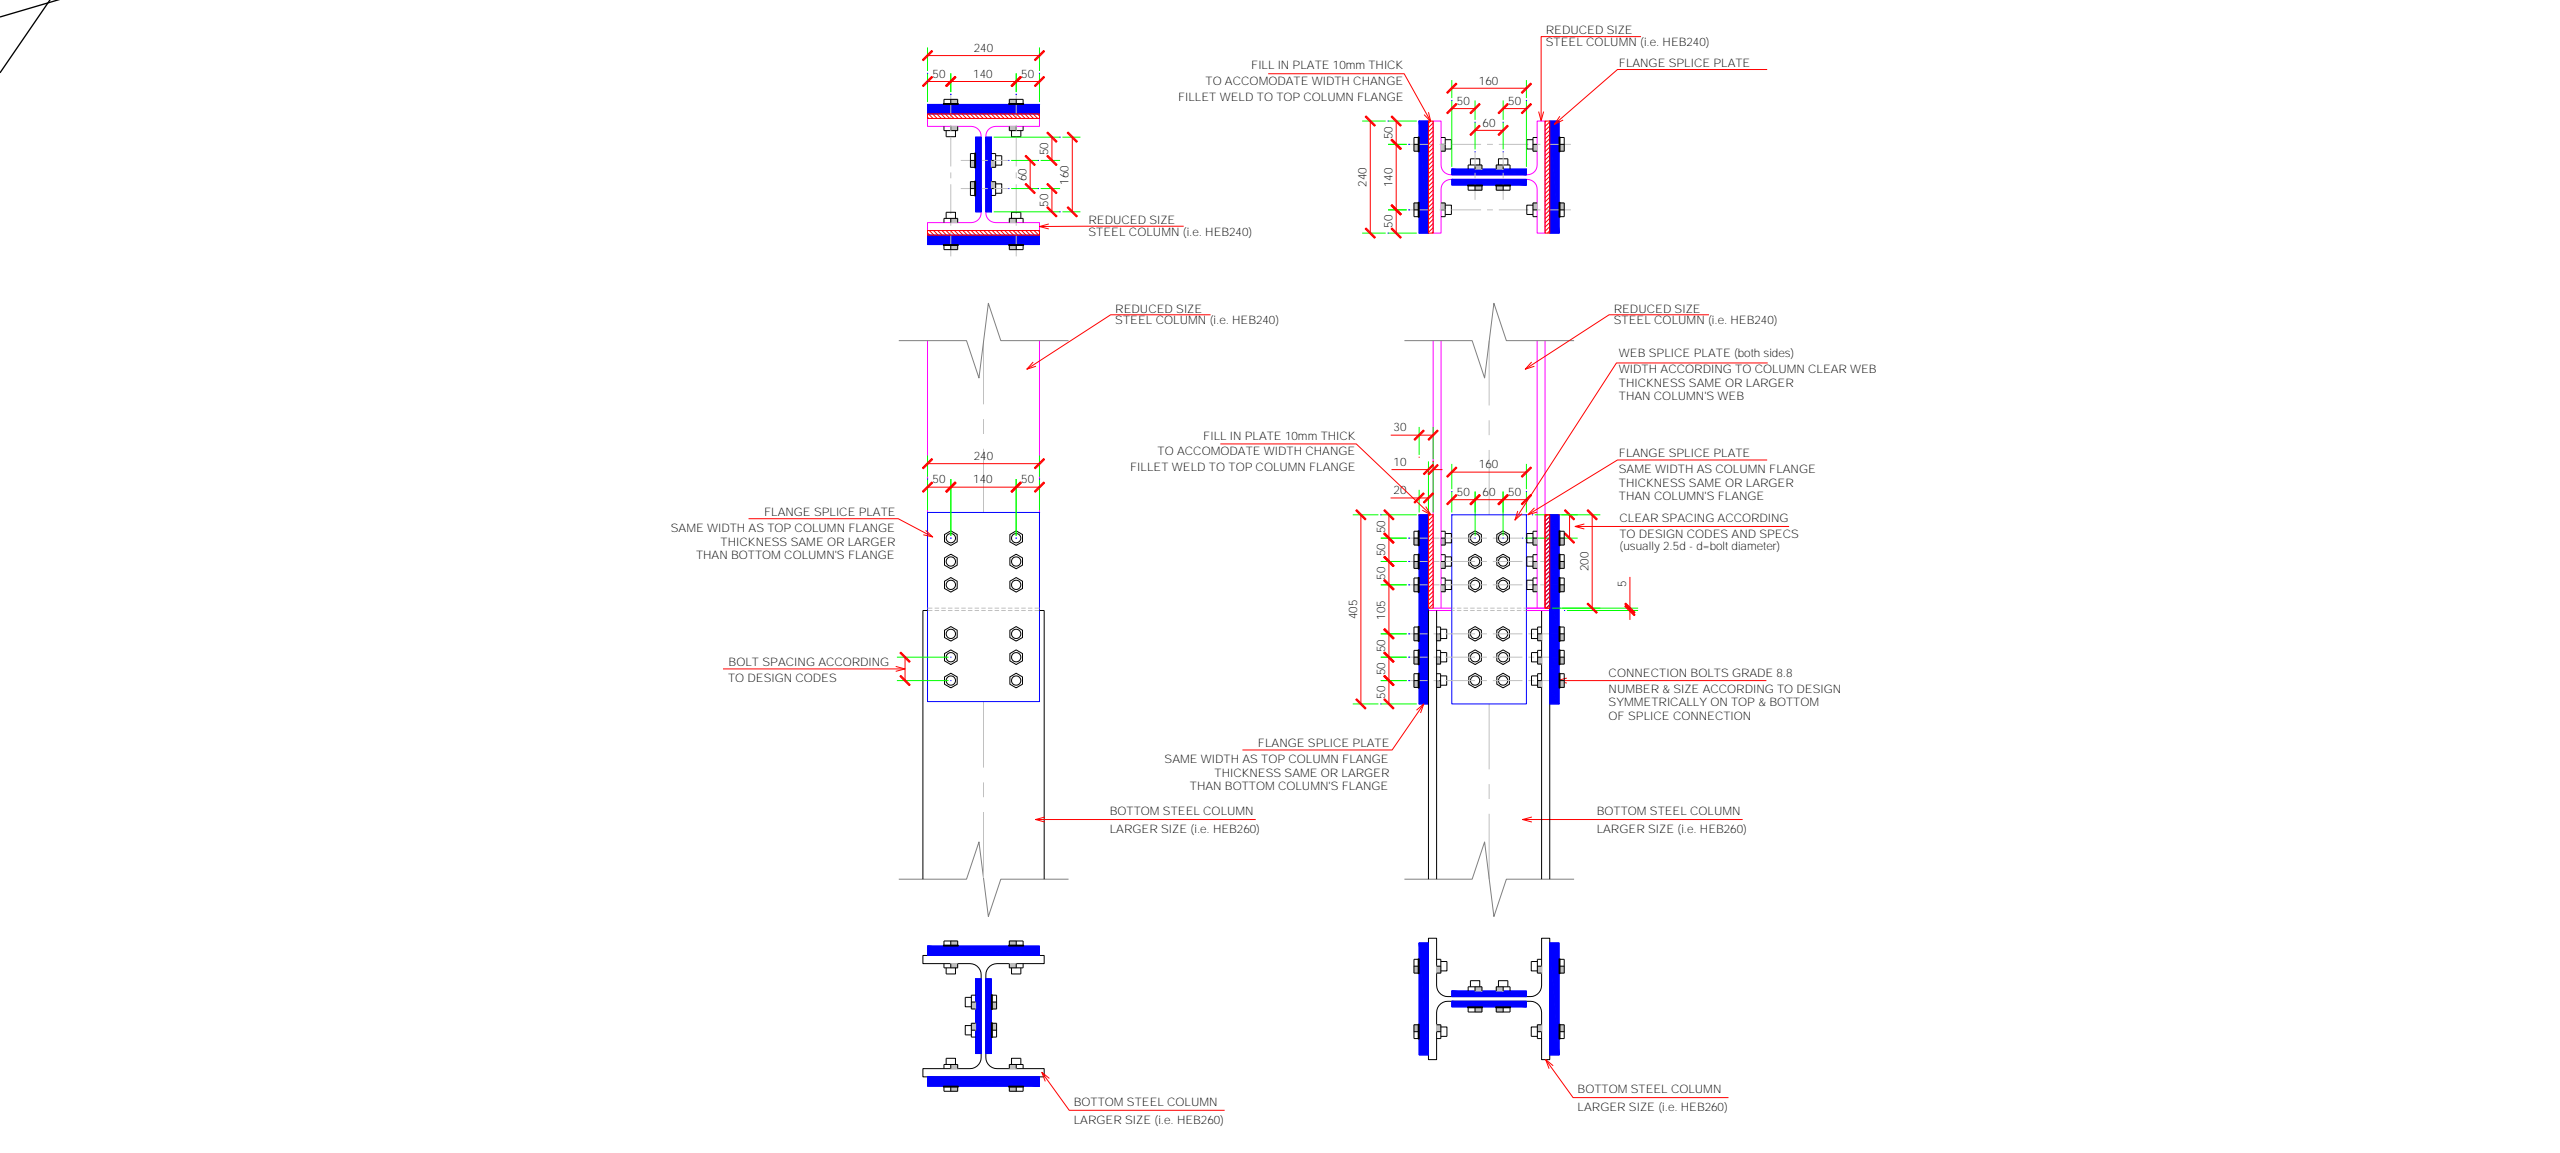 240
50 140 50
50
60
160
50
REDUCED SIZE
STEEL COLUMN (i.e. HEB240)
REDUCED SIZE
STEEL COLUMN (i.e. HEB240)
FLANGE SPLICE PLATE
FILL IN PLATE 10mm THICK
TO ACCOMODATE WIDTH CHANGE
FILLET WELD TO TOP COLUMN FLANGE
160
50 50
60
50
240 140
50
REDUCED SIZE
STEEL COLUMN (i.e. HEB240)
240
50 140 50
FLANGE SPLICE PLATE
SAME WIDTH AS TOP COLUMN FLANGE
THICKNESS SAME OR LARGER
THAN BOTTOM COLUMN'S FLANGE
BOLT SPACING ACCORDING
TO DESIGN CODES
BOTTOM STEEL COLUMN
LARGER SIZE (i.e. HEB260)
REDUCED SIZE
STEEL COLUMN (i.e. HEB240)
WEB SPLICE PLATE (both sides)
WIDTH ACCORDING TO COLUMN CLEAR WEB
THICKNESS SAME OR LARGER
THAN COLUMN'S WEB
30
FILL IN PLATE 10mm THICK
TO ACCOMODATE WIDTH CHANGE
FILLET WELD TO TOP COLUMN FLANGE
10
160
20
50 60 50
FLANGE SPLICE PLATE
SAME WIDTH AS COLUMN FLANGE
THICKNESS SAME OR LARGER
THAN COLUMN'S FLANGE
CLEAR SPACING ACCORDING
TO DESIGN CODES AND SPECS
(usually 2.5d - d-bolt diameter)
50
50
50
105
50
50
50
405
200
5
CONNECTION BOLTS GRADE 8.8
NUMBER & SIZE ACCORDING TO DESIGN
SYMMETRICALLY ON TOP & BOTTOM
OF SPLICE CONNECTION
FLANGE SPLICE PLATE
SAME WIDTH AS TOP COLUMN FLANGE
THICKNESS SAME OR LARGER
THAN BOTTOM COLUMN'S FLANGE
BOTTOM STEEL COLUMN
LARGER SIZE (i.e. HEB260)
BOTTOM STEEL COLUMN
LARGER SIZE (i.e. HEB260)
BOTTOM STEEL COLUMN
LARGER SIZE (i.e. HEB260)